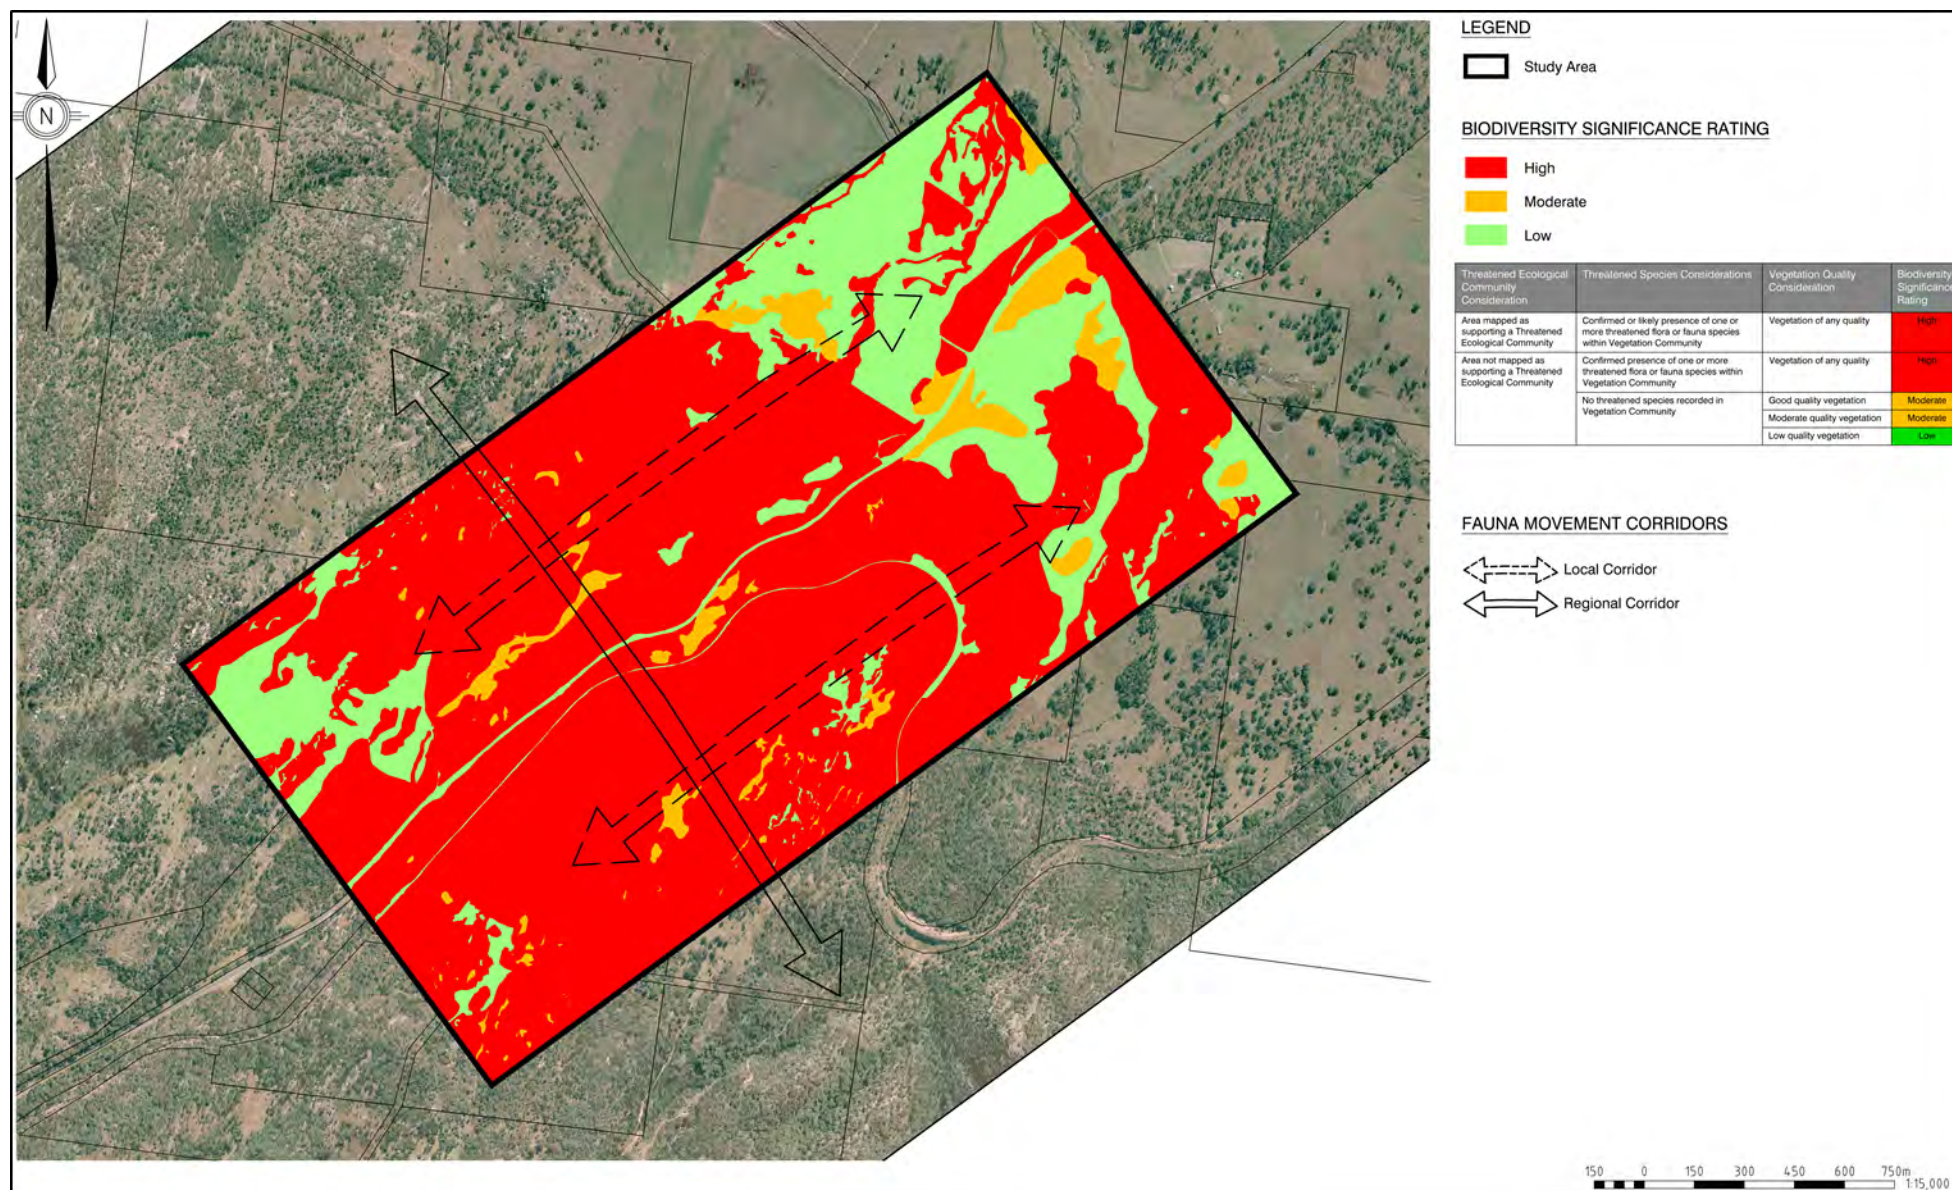 N
LEGEND
Study Area
BIODIVERSITY SIGNIFICANCE RATING
High
Moderate
Low
Threatened Ecological
Community
Consideration
Threatened Species Considerations
Vegetation Quality
Consideration
Biodiversity
Significance
Rating
Area mapped as
supporting a Threatened
Ecological Community
Confirmed or likely presence of one or
more threatened flora or fauna species
within Vegetation Community
Vegetation of any quality
High
Area not mapped as
supporting a Threatened
Ecological Community
Confirmed presence of one or more
threatened flora or fauna species within
Vegetation Community
Vegetation of any quality
High
No threatened species recorded in
Vegetation Community
Good quality vegetation
Moderate
Moderate quality vegetation
Moderate
Low quality vegetation
Low
FAUNA MOVEMENT CORRIDORS
Local Corridor
Regional Corridor
150 0 150 300 450 600 750m
1:15,000